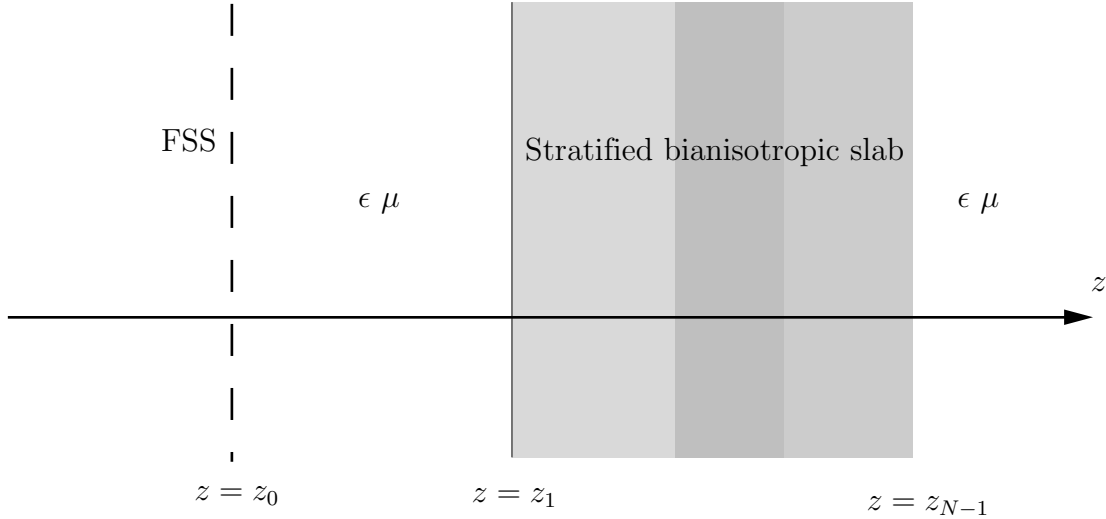 FSS
Stratified bianisotropic slab
ϵ μ
ϵ μ
z
z = z₀
z = z₁
z = z_{N−1}